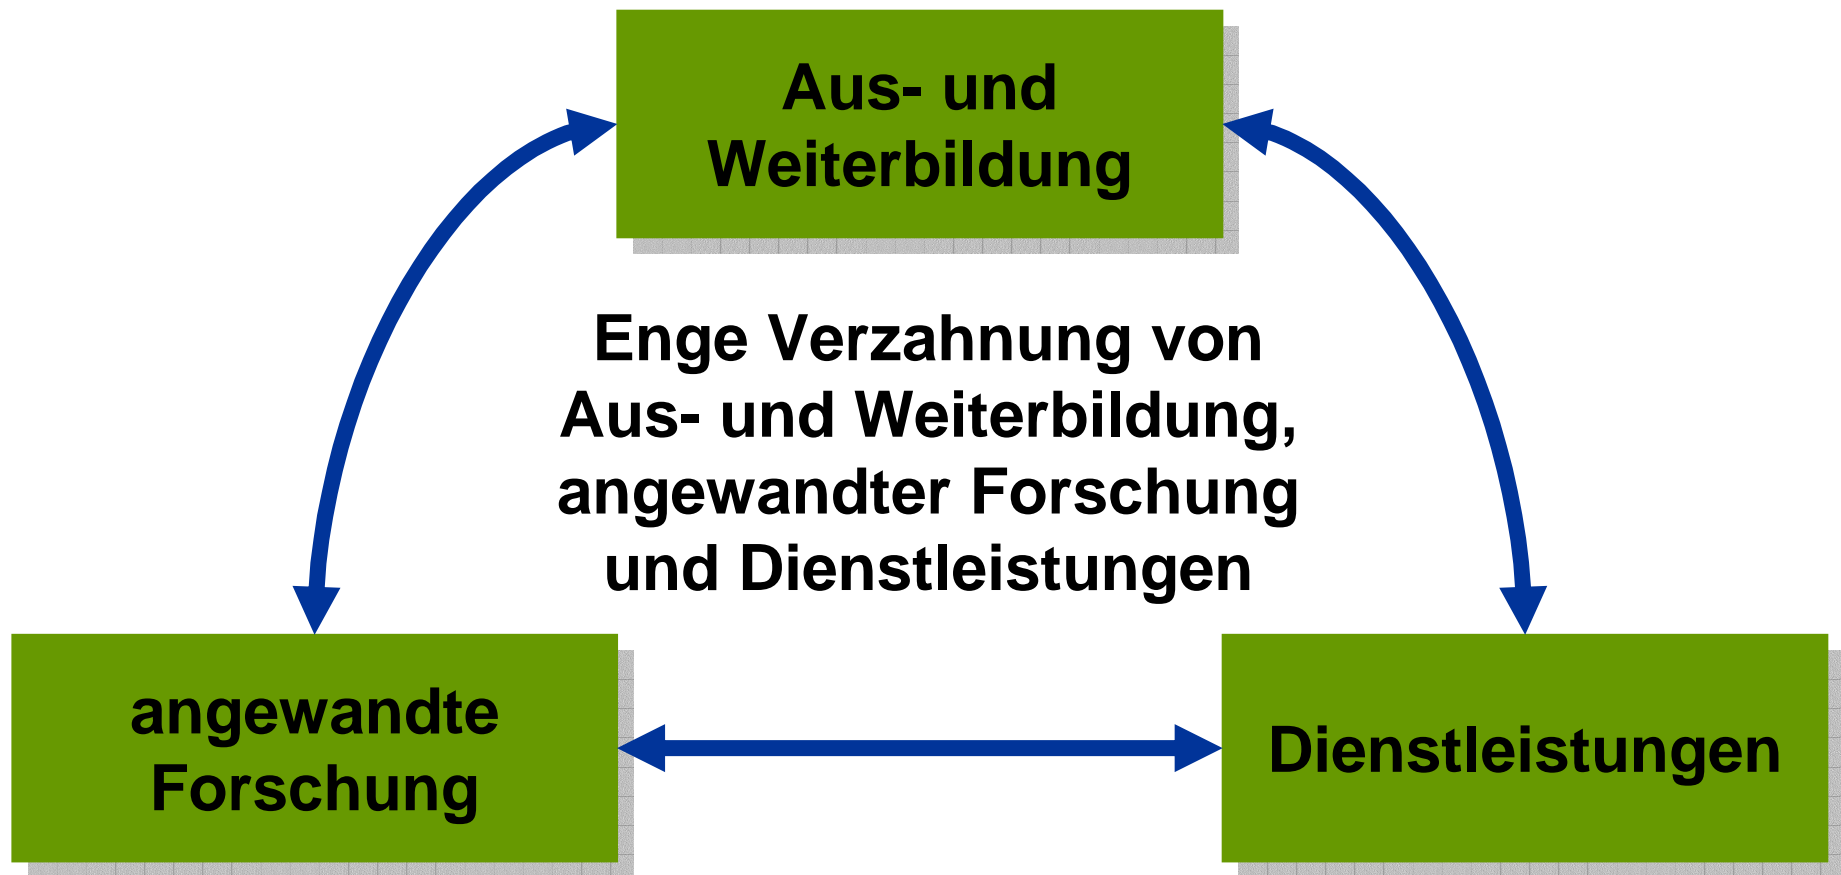 Aus- und
Weiterbildung
Enge Verzahnung von
Aus- und Weiterbildung,
angewandter Forschung
und Dienstleistungen
angewandte
Forschung
Dienstleistungen